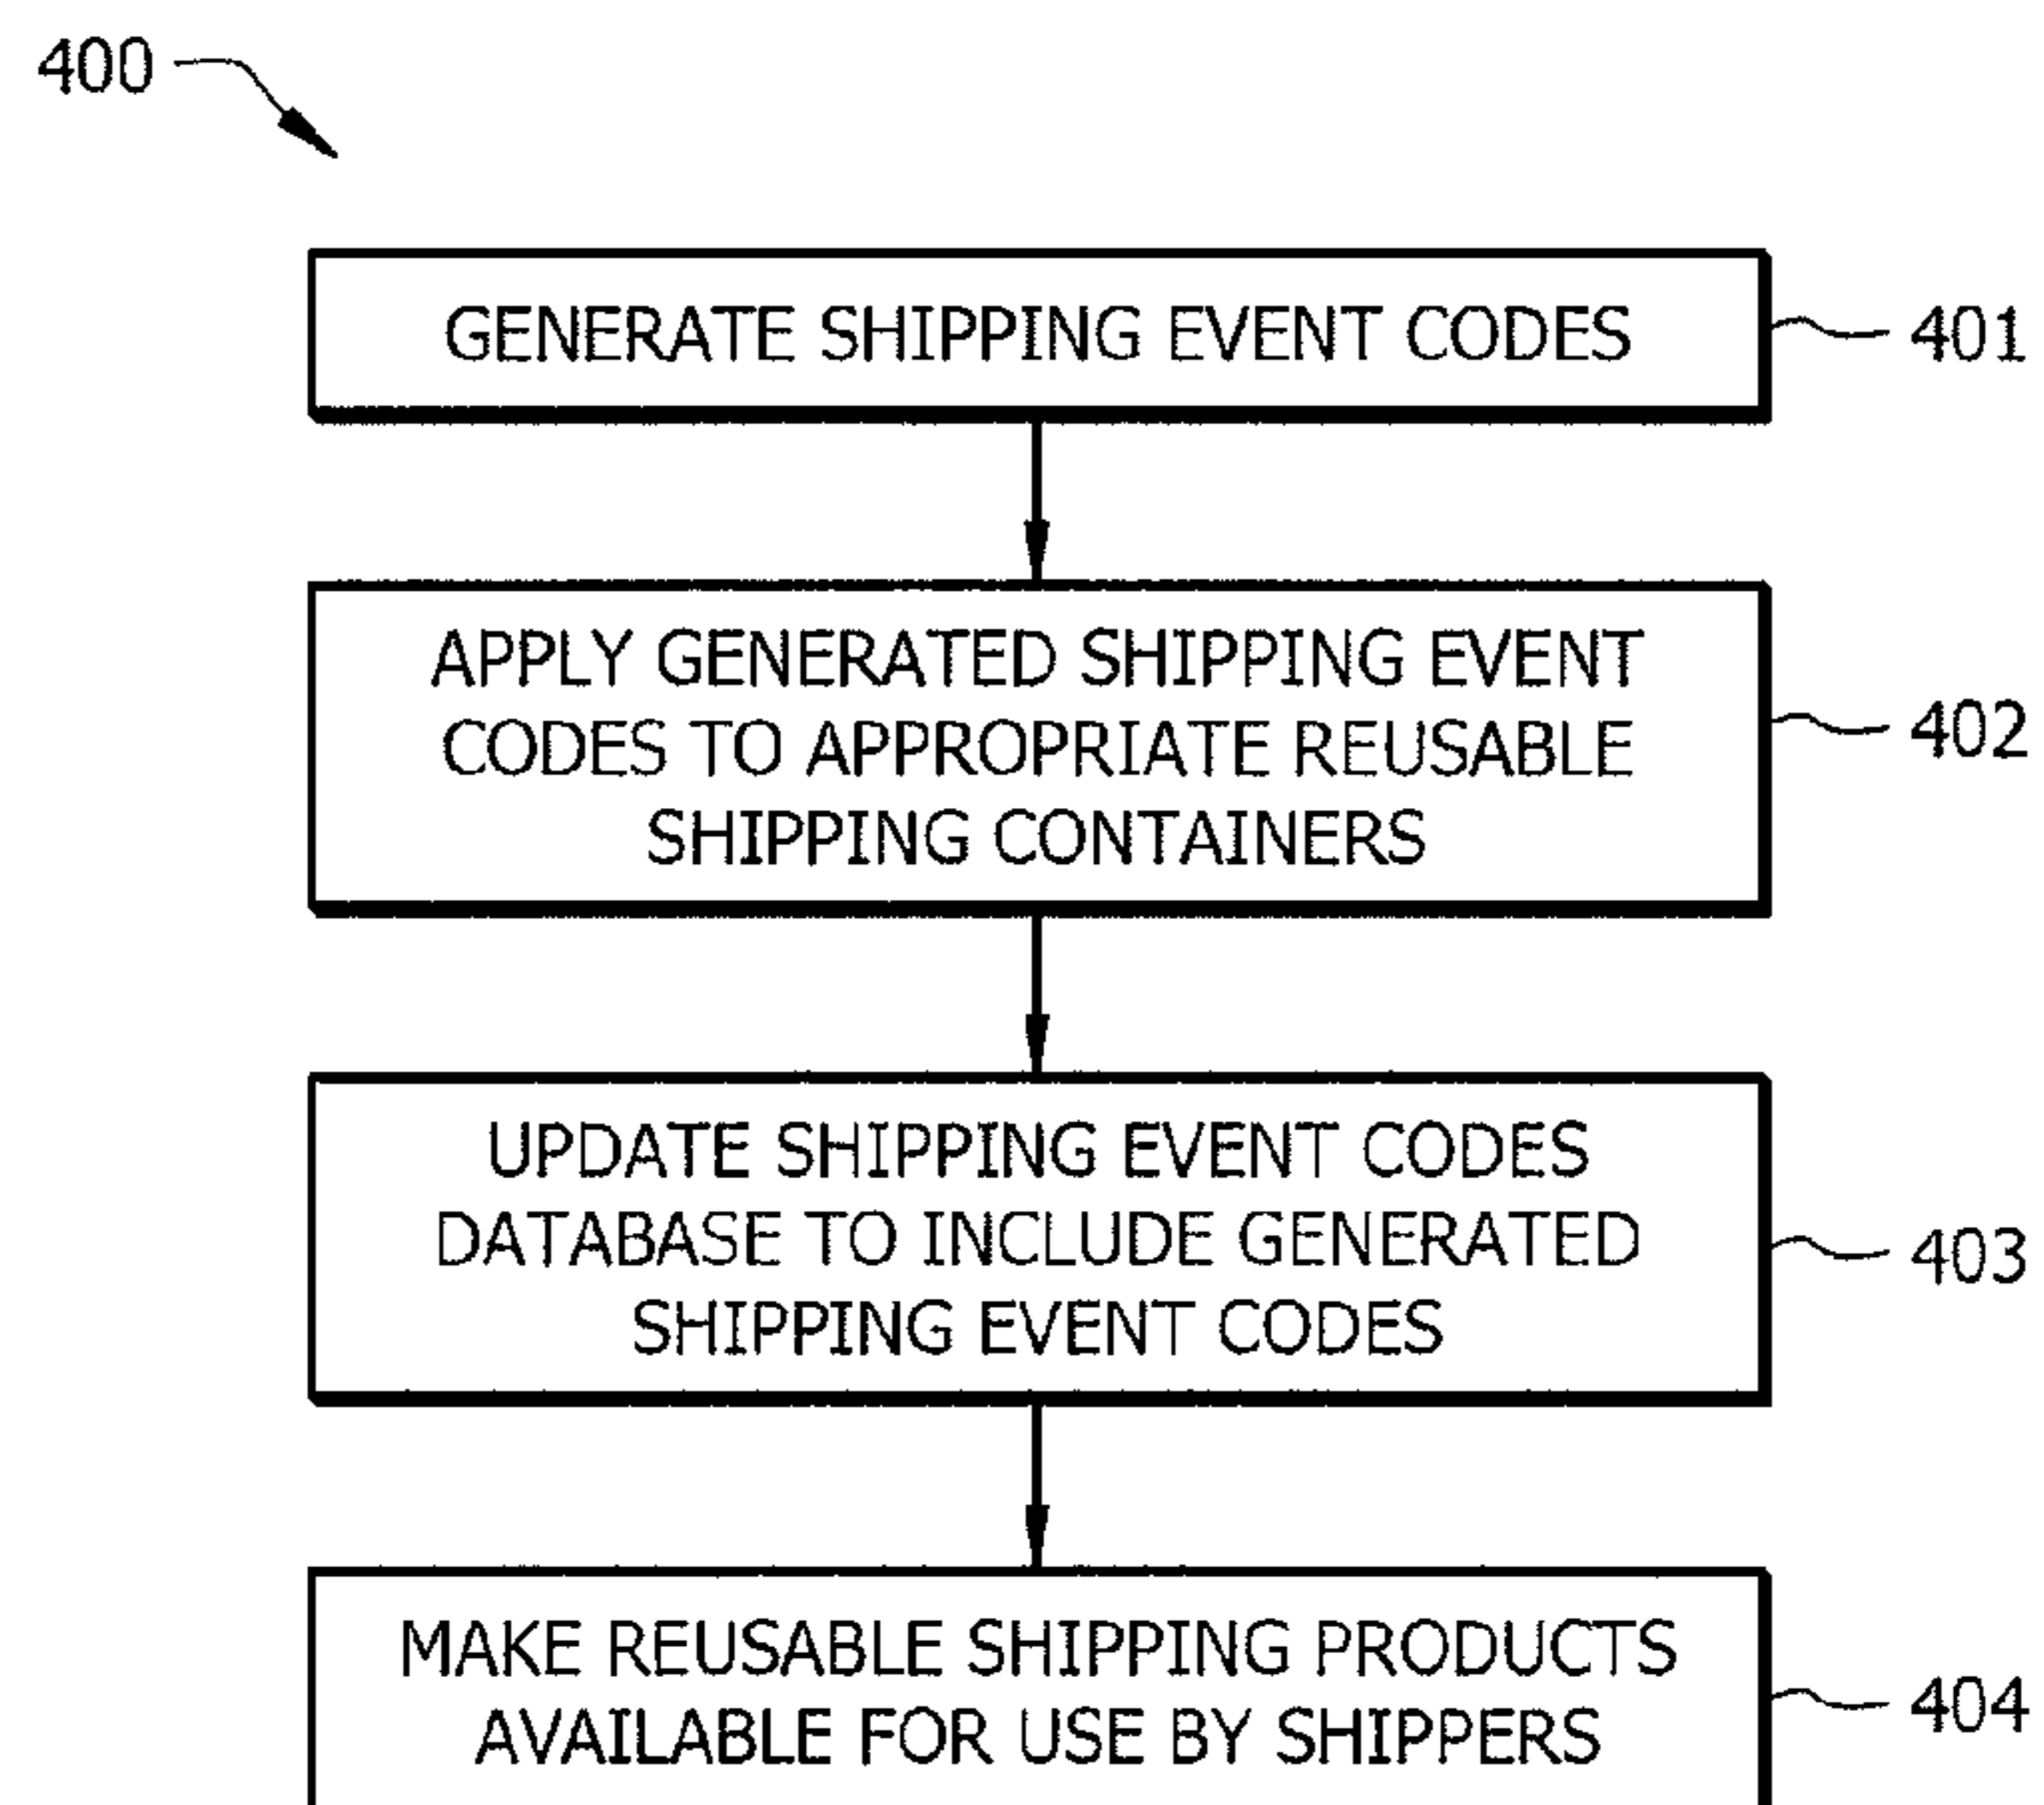 400
GENERATE SHIPPING EVENT CODES
401
APPLY GENERATED SHIPPING EVENT
CODES TO APPROPRIATE REUSABLE
SHIPPING CONTAINERS
402
UPDATE SHIPPING EVENT CODES
DATABASE TO INCLUDE GENERATED
SHIPPING EVENT CODES
403
MAKE REUSABLE SHIPPING PRODUCTS
AVAILABLE FOR USE BY SHIPPERS
404